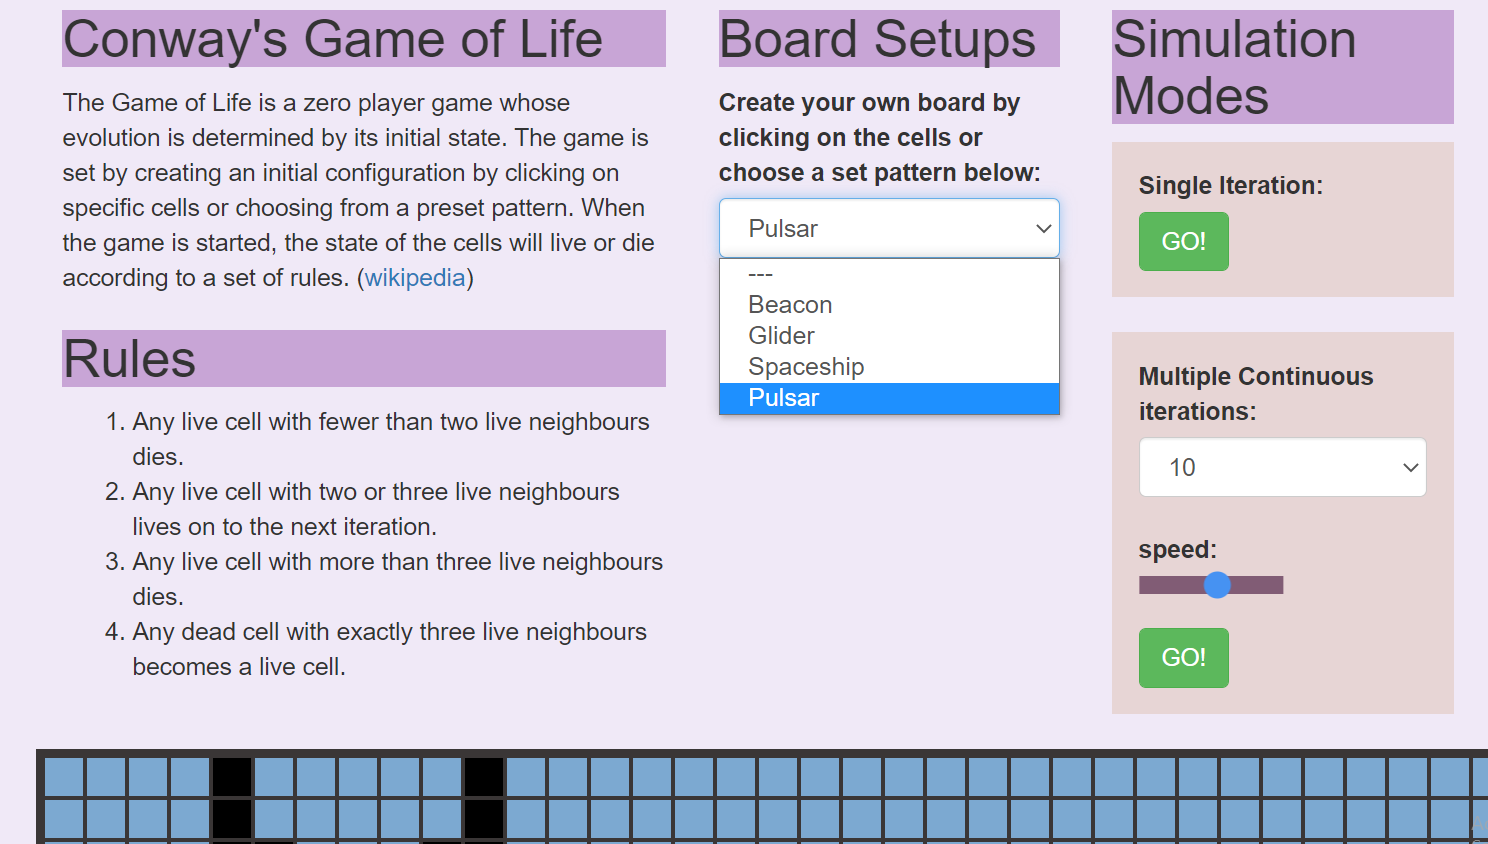 Conway's Game of Life
The Game of Life is a zero player game whose
evolution is determined by its initial state. The game is
set by creating an initial configuration by clicking on
specific cells or choosing from a preset pattern. When
the game is started, the state of the cells will live or die
according to a set of rules. (wikipedia)
Rules
1. Any live cell with fewer than two live neighbours
dies.
2. Any live cell with two or three live neighbours
lives on to the next iteration.
3. Any live cell with more than three live neighbours
dies.
4. Any dead cell with exactly three live neighbours
becomes a live cell.
Board Setups
Create your own board by
clicking on the cells or
choose a set pattern below:
Pulsar
---
Beacon
Glider
Spaceship
Pulsar
Simulation
Modes
Single Iteration:
GO!
Multiple Continuous
iterations:
10
speed:
GO!